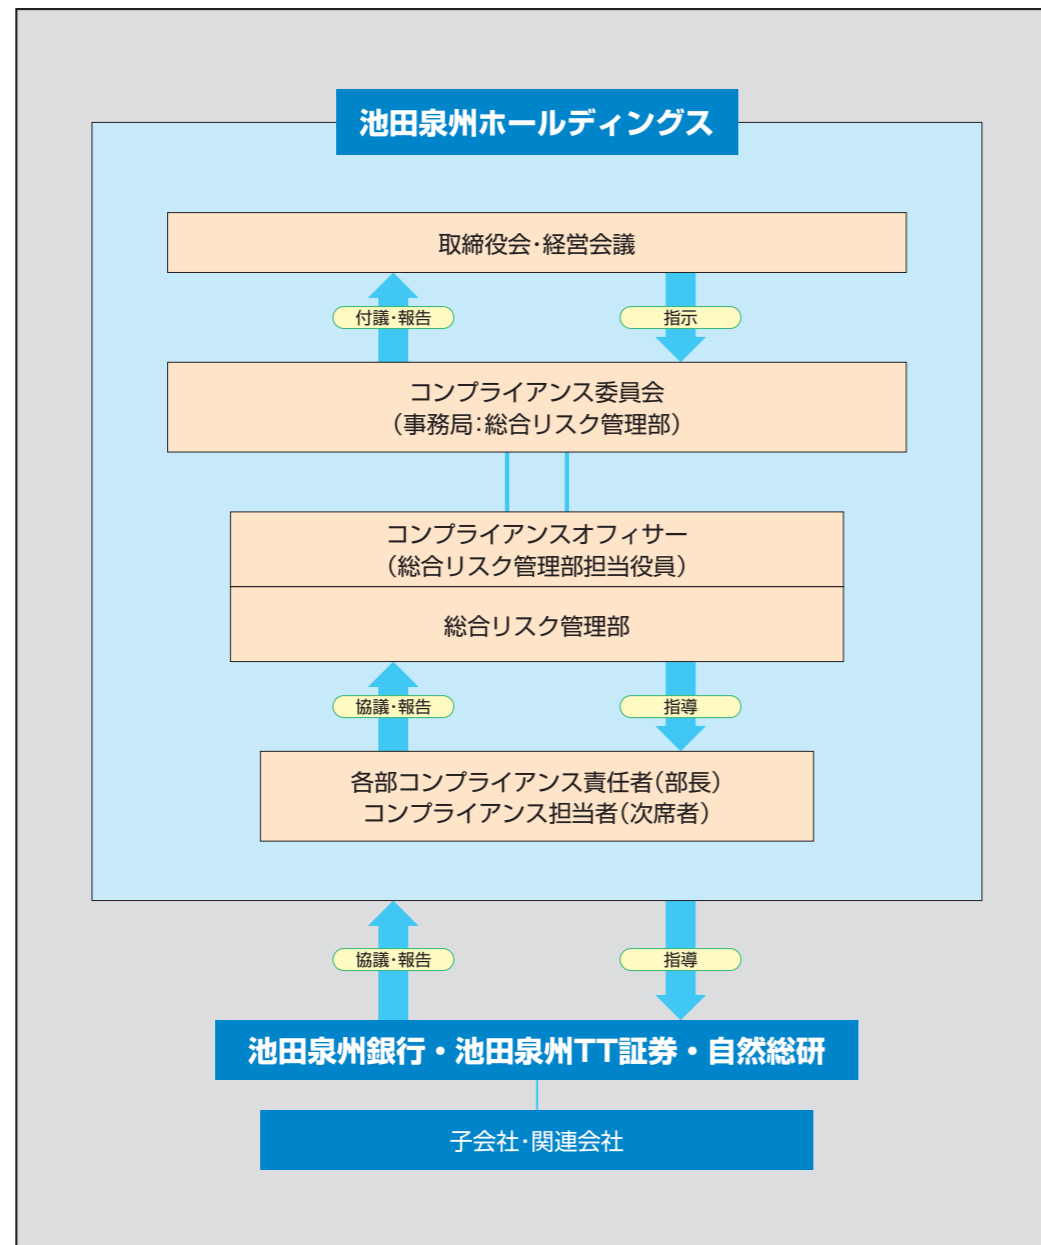 池田泉州ホールディングス
取締役会・経営会議
付議・報告
指示
コンプライアンス委員会
（事務局：総合リスク管理部）
コンプライアンスオフィサー
（総合リスク管理部担当役員）
総合リスク管理部
協議・報告
指導
各部コンプライアンス責任者（部長）
コンプライアンス担当者（次席者）
協議・報告
指導
池田泉州銀行・池田泉州TT証券・自然総研
子会社・関連会社